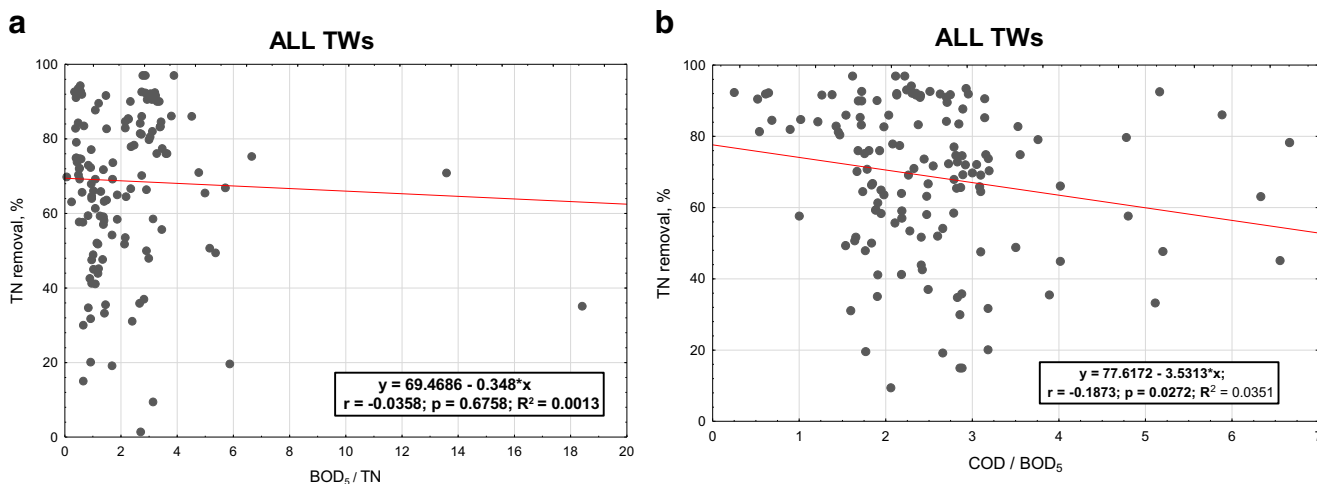 a
ALL TWs
TN removal, %
100
80
60
40
20
0
y = 69.4686 - 0.348*x
r = -0.0358; p = 0.6758; R² = 0.0013
0 2 4 6 8 10 12 14 16 18 20
BOD₅ / TN
b
ALL TWs
TN removal, %
100
80
60
40
20
0
y = 77.6172 - 3.5313*x;
r = -0.1873; p = 0.0272; R² = 0.0351
0 1 2 3 4 5 6 7
COD / BOD₅